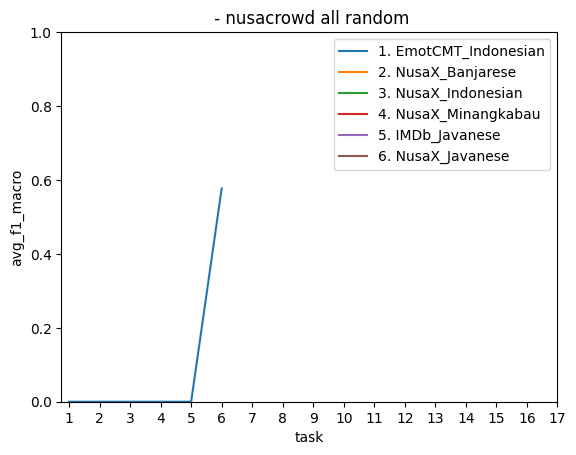 - nusacrowd all random
1.0
0.8
0.6
0.4
0.2
0.0
avg_f1_macro
1. EmotCMT_Indonesian
2. NusaX_Banjarese
3. NusaX_Indonesian
4. NusaX_Minangkabau
5. IMDb_Javanese
6. NusaX_Javanese
1 2 3 4 5 6 7 8 9 10 11 12 13 14 15 16 17
task